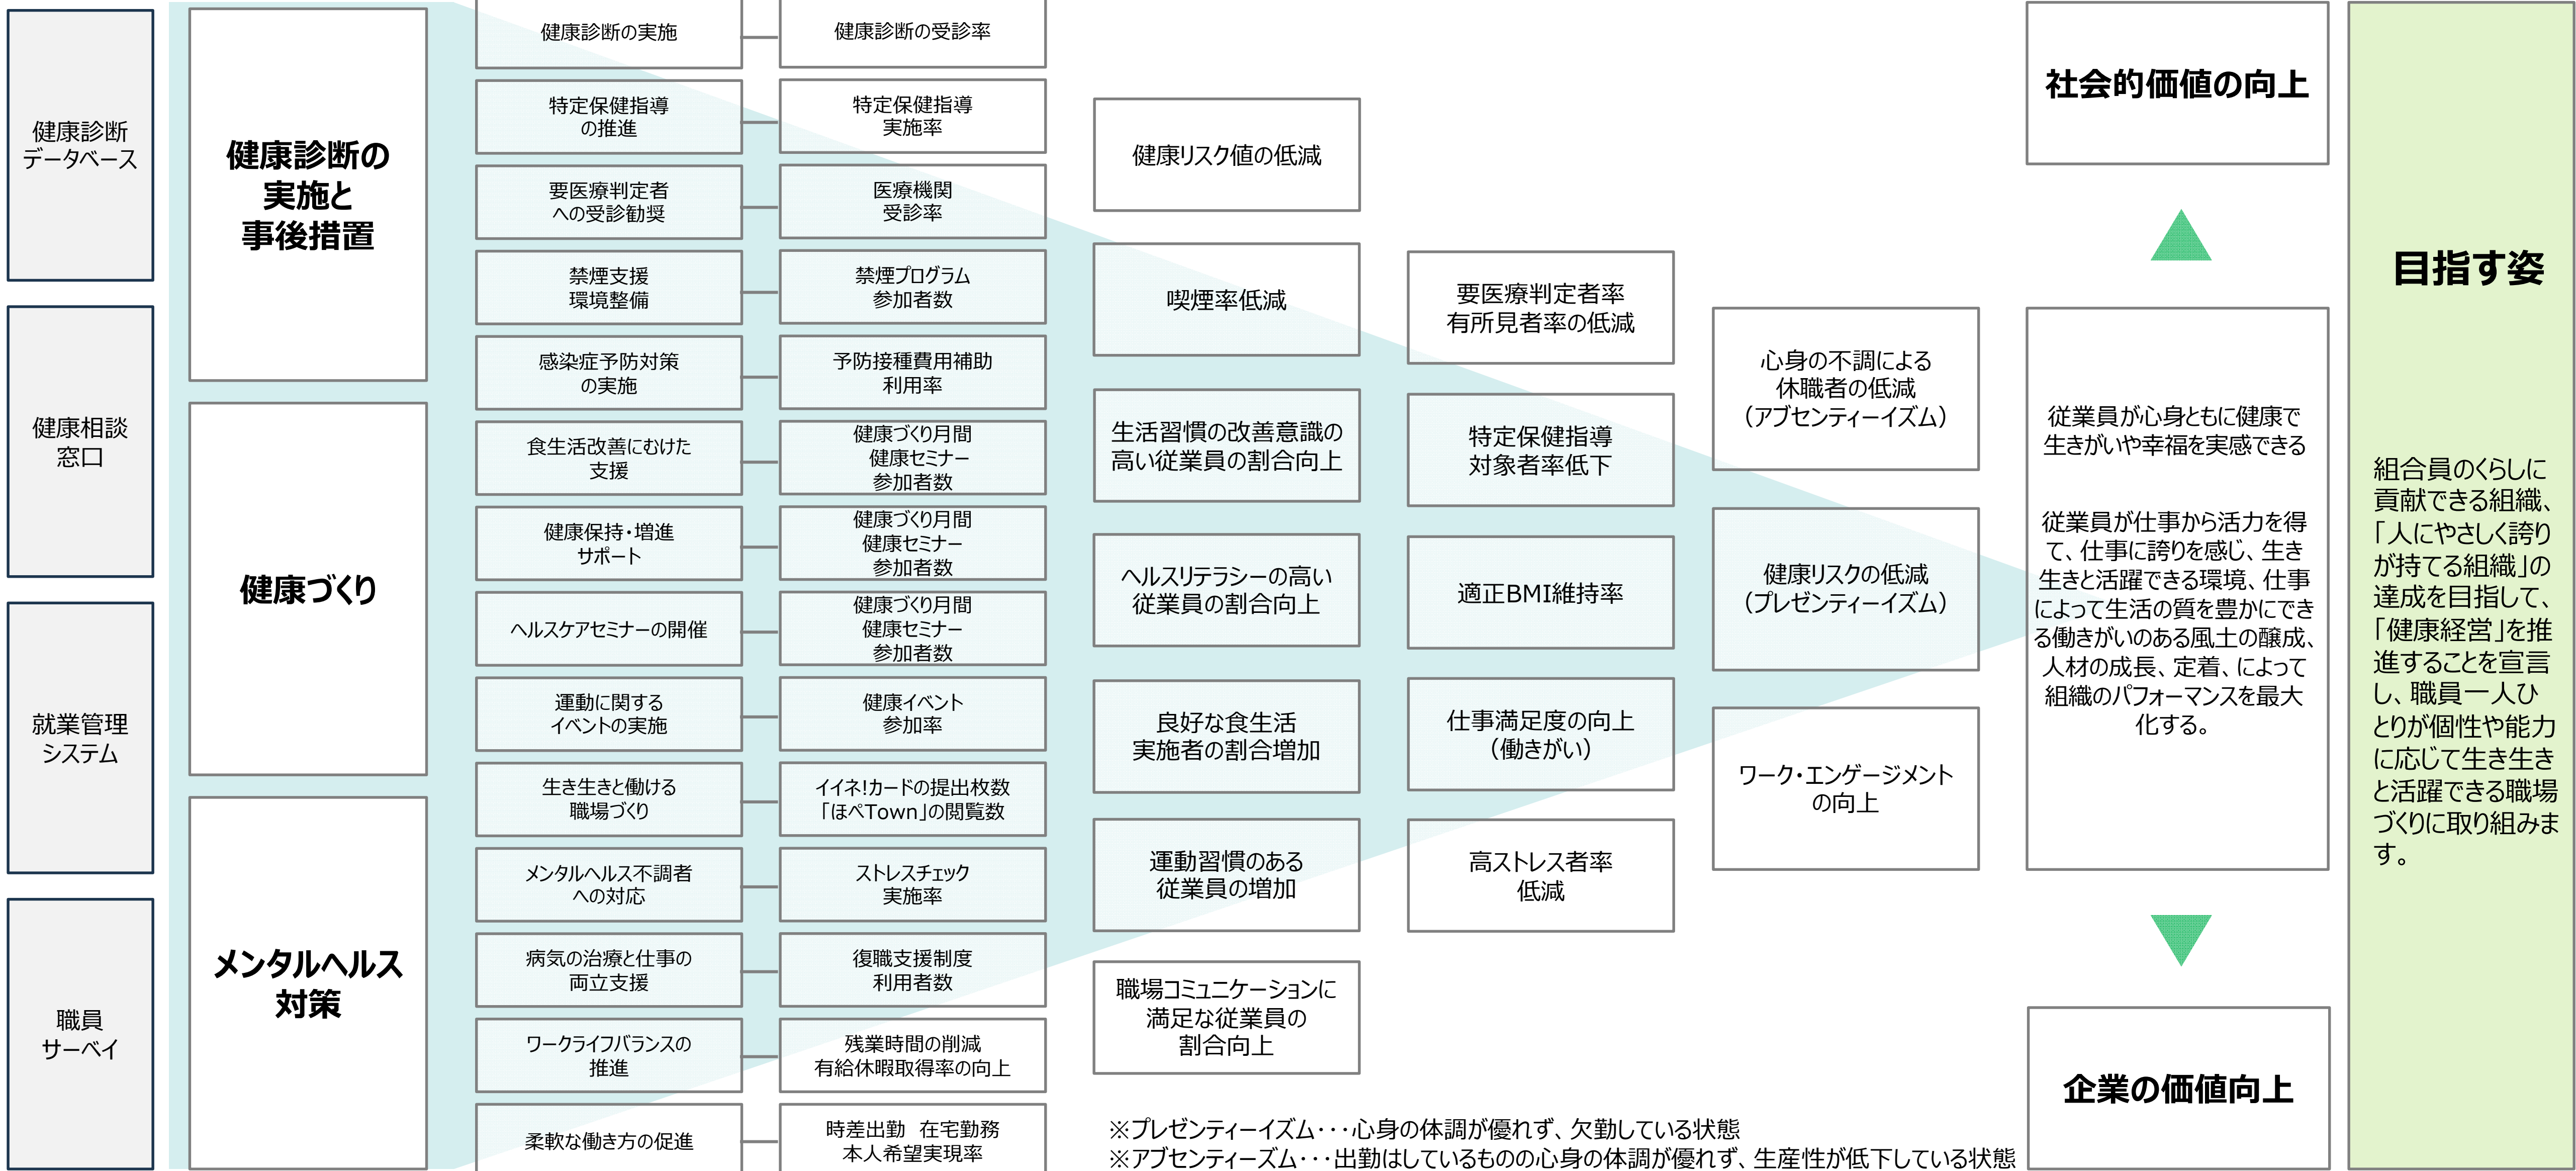 健康診断
データベース
健康相談
窓口
就業管理
システム
職員
サーベイ
健康診断の
実施と
事後措置
健康づくり
メンタルヘルス
対策
健康診断の実施
健康診断の受診率
特定保健指導
の推進
特定保健指導
実施率
要医療判定者
への受診勧奨
医療機関
受診率
禁煙支援
環境整備
禁煙プログラム
参加者数
感染症予防対策
の実施
予防接種費用補助
利用率
食生活改善にむけた
支援
健康づくり月間
健康セミナー
参加者数
健康保持・増進
サポート
健康づくり月間
健康セミナー
参加者数
ヘルスケアセミナーの開催
健康づくり月間
健康セミナー
参加者数
運動に関する
イベントの実施
健康イベント
参加率
生き生きと働ける
職場づくり
イイネ!カードの提出枚数
「ほぺTown」の閲覧数
メンタルヘルス不調者
への対応
ストレスチェック
実施率
病気の治療と仕事の
両立支援
復職支援制度
利用者数
ワークライフバランスの
推進
残業時間の削減
有給休暇取得率の向上
柔軟な働き方の促進
時差出勤 在宅勤務
本人希望実現率
健康リスク値の低減
喫煙率低減
生活習慣の改善意識の
高い従業員の割合向上
ヘルスリテラシーの高い
従業員の割合向上
良好な食生活
実施者の割合増加
運動習慣のある
従業員の増加
職場コミュニケーションに
満足な従業員の
割合向上
要医療判定者率
有所見者率の低減
特定保健指導
対象者率低下
適正BMI維持率
仕事満足度の向上
（働きがい）
高ストレス者率
低減
心身の不調による
休職者の低減
（アブセンティーイズム）
健康リスクの低減
（プレゼンティーイズム）
ワーク・エンゲージメント
の向上
社会的価値の向上
従業員が心身ともに健康で
生きがいや幸福を実感できる
従業員が仕事から活力を得
て、仕事に誇りを感じ、生き
生きと活躍できる環境、仕事
によって生活の質を豊かにでき
る働きがいのある風土の醸成、
人材の成長、定着、によって
組織のパフォーマンスを最大
化する。
企業の価値向上
目指す姿
組合員のくらしに
貢献できる組織、
「人にやさしく誇り
が持てる組織」の
達成を目指して、
「健康経営」を推
進することを宣言
し、職員一人ひ
とりが個性や能力
に応じて生き生き
と活躍できる職場
づくりに取り組みま
す。
※プレゼンティーイズム･･･心身の体調が優れず、欠勤している状態
※アブセンティーズム･･･出勤はしているものの心身の体調が優れず、生産性が低下している状態